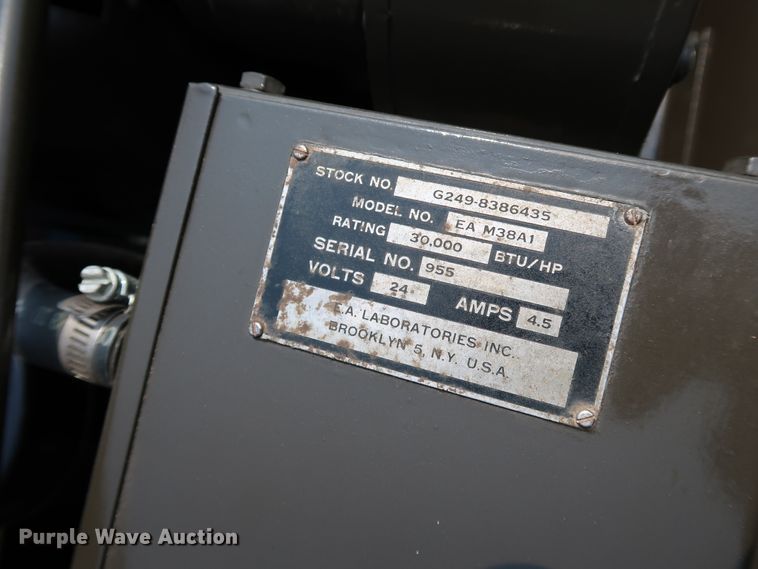 STOCK NO. G249-8386435
MODEL NO. EA M38A1
RATING 30,000 BTU/HP
SERIAL NO. 955
VOLTS 24 AMPS 4.5
E.A. LABORATORIES INC.
BROOKLYN 5, N.Y. U.S.A.
Purple Wave Auction